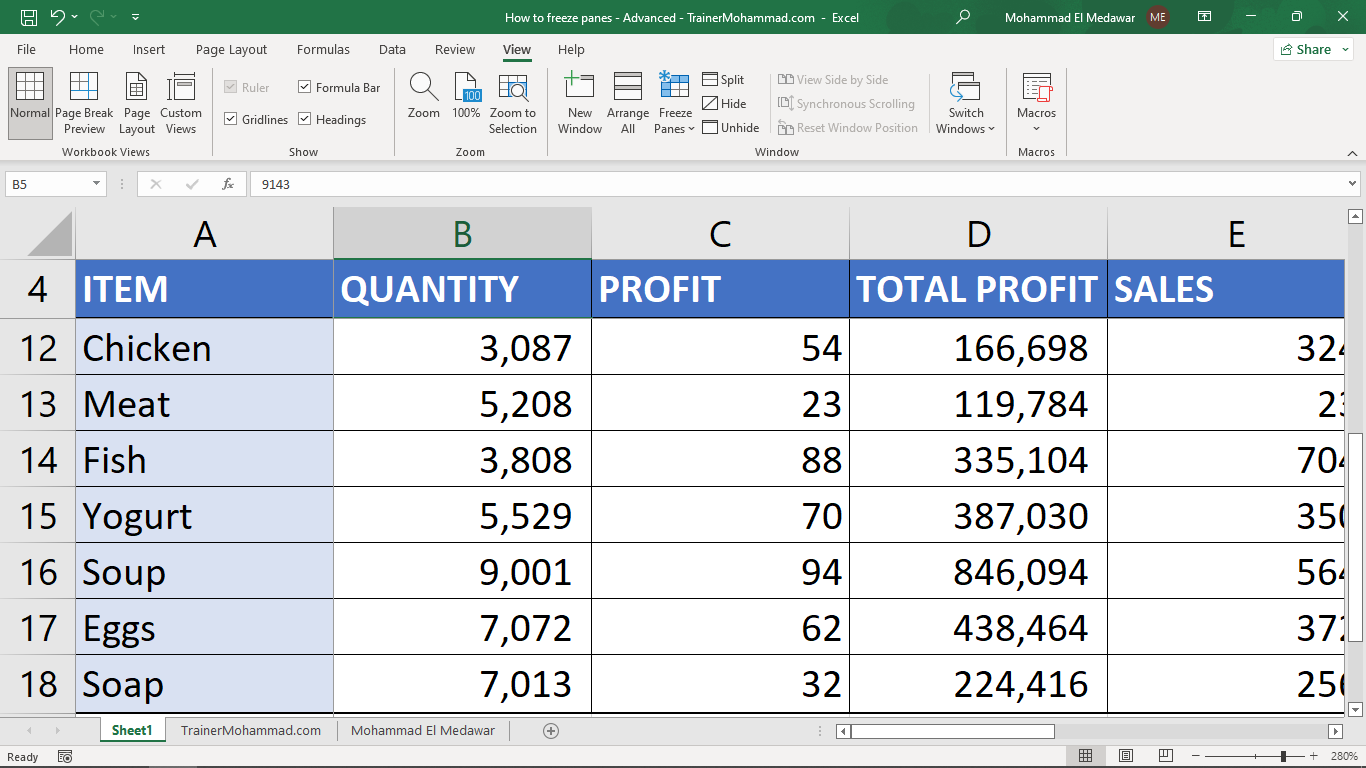 How to freeze panes - Advanced - TrainerMohammad.com - Excel
Mohammad El Medawar ME
File Home Insert Page Layout Formulas Data Review View Help Share
Normal
Page Break Preview
Page Layout
Custom Views
Workbook Views
Ruler
Formula Bar
Gridlines
Headings
Show
Zoom
100
100%
Zoom to Selection
Zoom
New Window
Arrange All
Freeze Panes
Split
Hide
Unhide
View Side by Side
Synchronous Scrolling
Reset Window Position
Switch Windows
Window
Macros
Macros
B5 fx 9143
A B C D E
4 ITEM QUANTITY PROFIT TOTAL PROFIT SALES
12 Chicken 3,087 54 166,698 324
13 Meat 5,208 23 119,784 23
14 Fish 3,808 88 335,104 704
15 Yogurt 5,529 70 387,030 350
16 Soup 9,001 94 846,094 564
17 Eggs 7,072 62 438,464 372
18 Soap 7,013 32 224,416 256
Sheet1 TrainerMohammad.com Mohammad El Medawar
Ready 280%